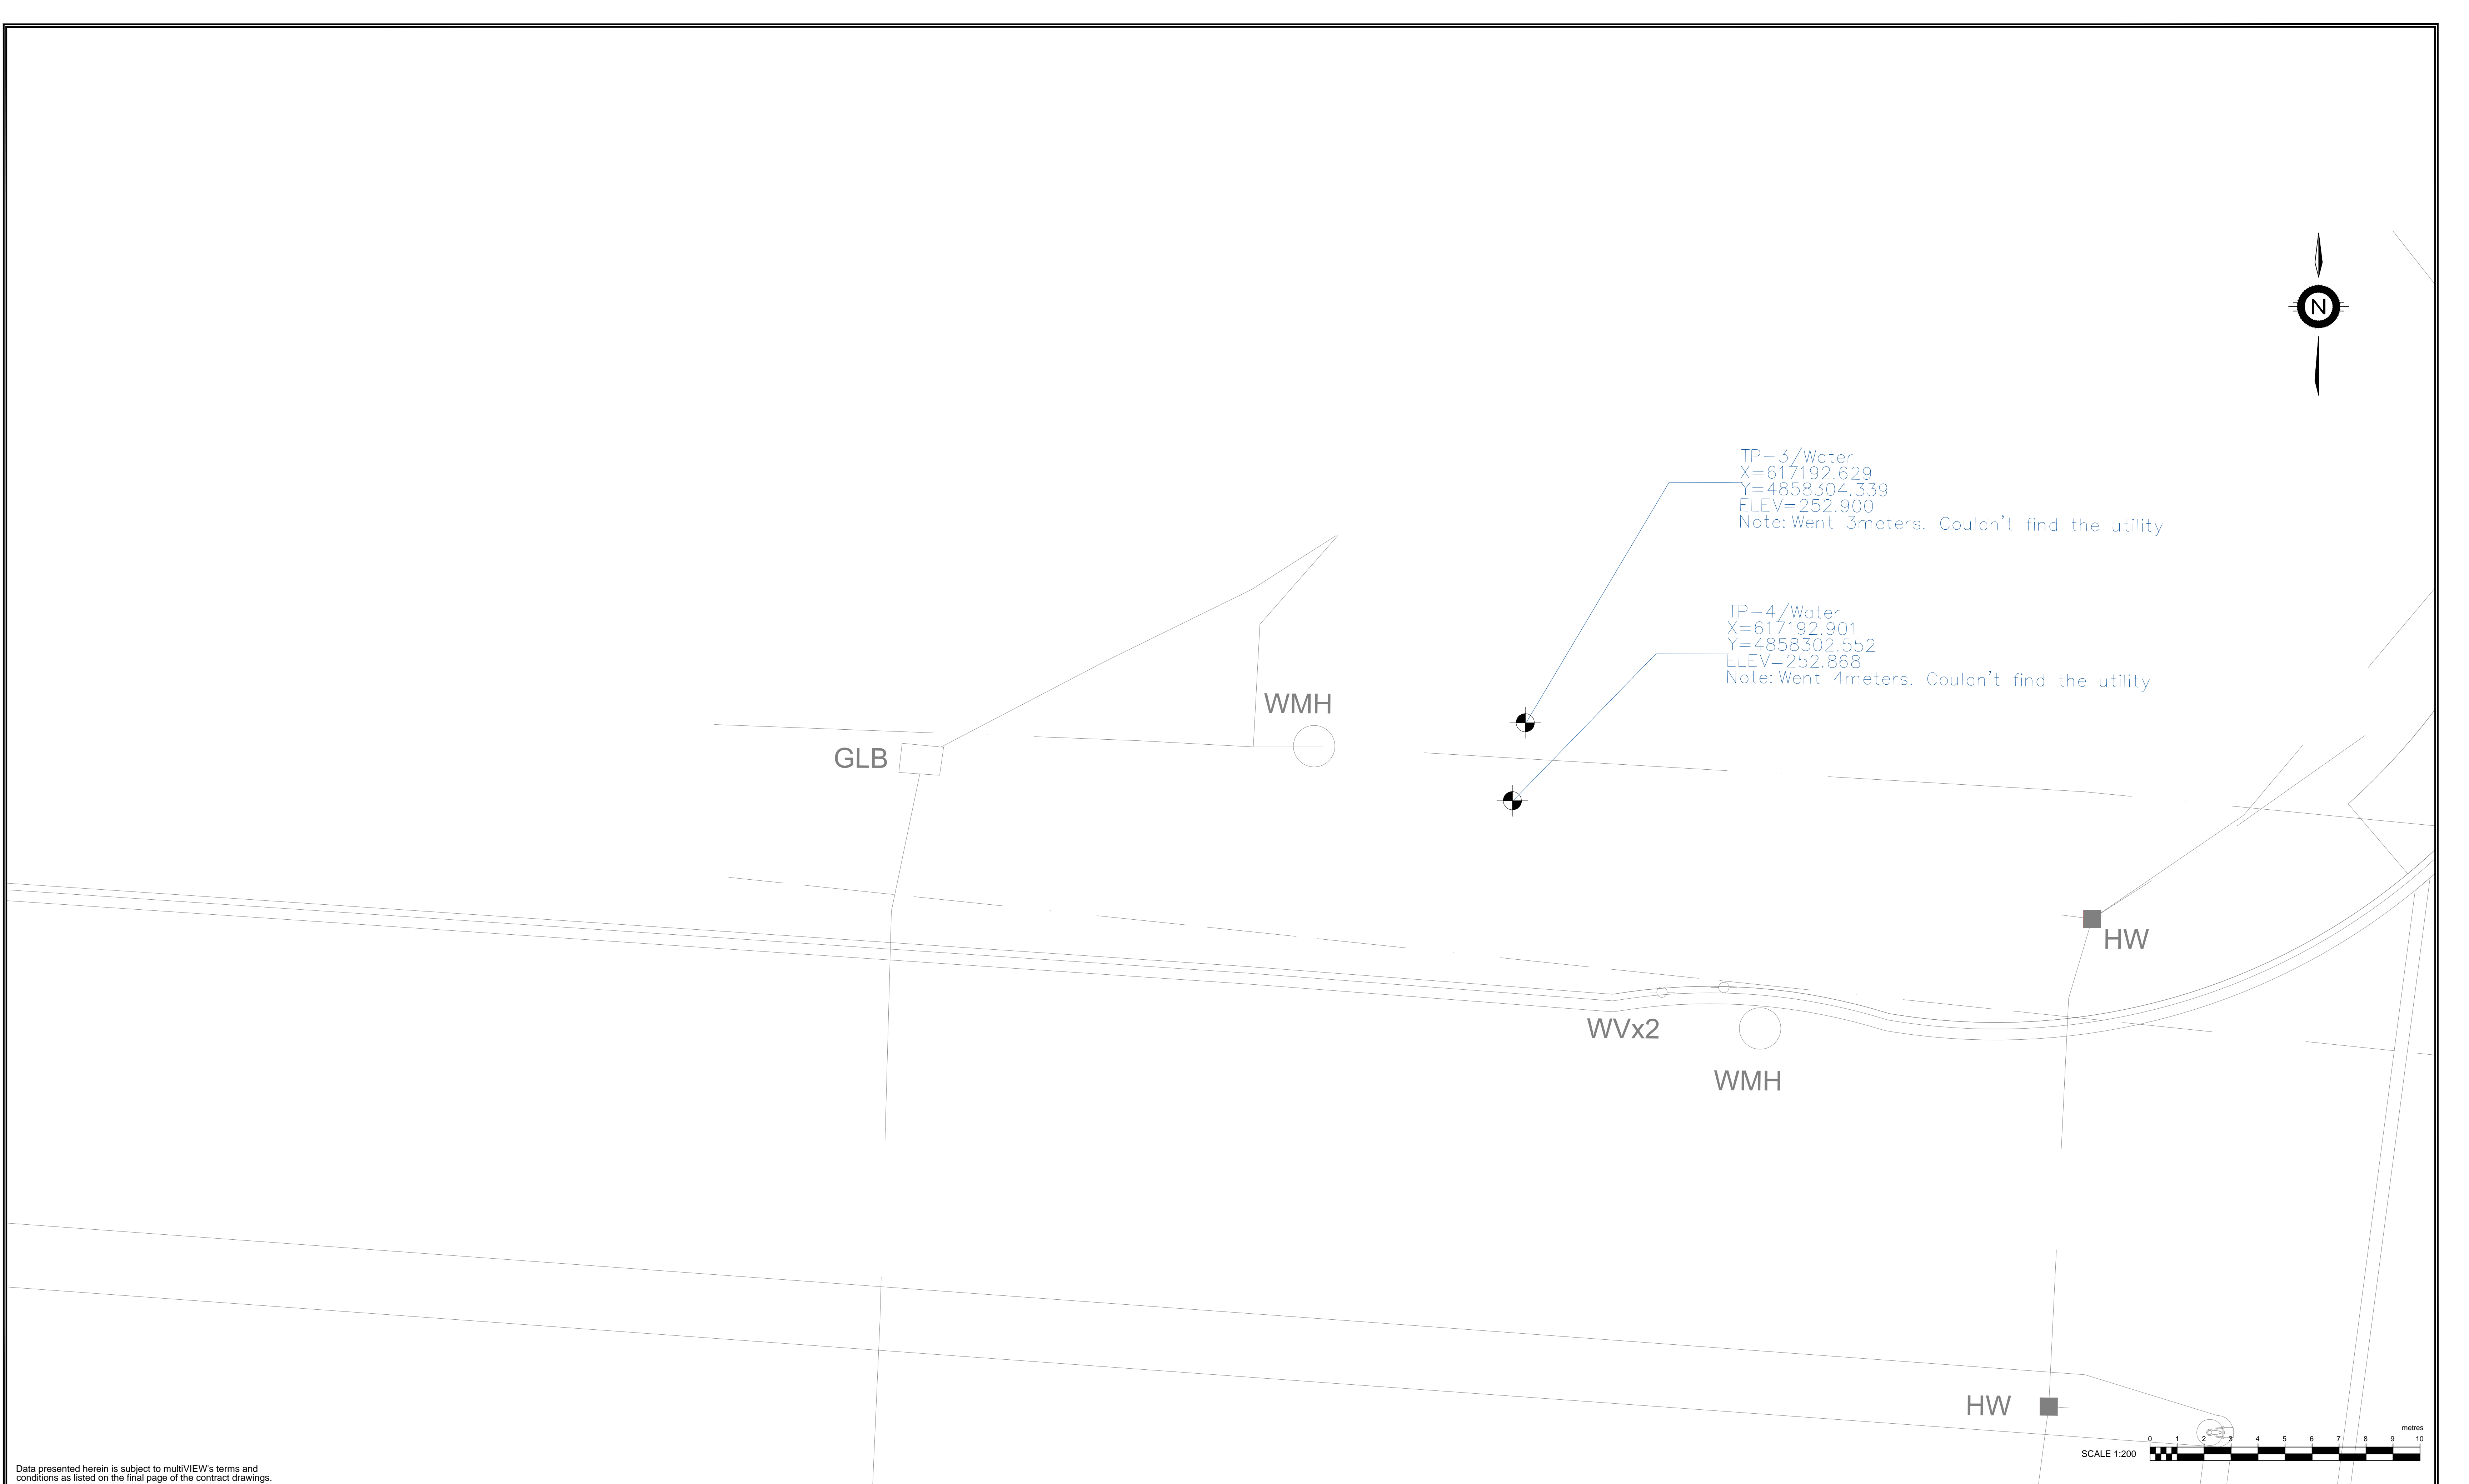 N
TP-3/Water
X=617192.629
Y=4858304.339
ELEV=252.900
Note: Went 3meters. Couldn't find the utility
TP-4/Water
X=617192.901
Y=4858302.552
ELEV=252.868
Note: Went 4meters. Couldn't find the utility
WMH
GLB
HW
WVx2
WMH
HW
metres
0 1 2 3 4 5 6 7 8 9 10
SCALE 1:200
Data presented herein is subject to multiVIEW's terms and
conditions as listed on the final page of the contract drawings.